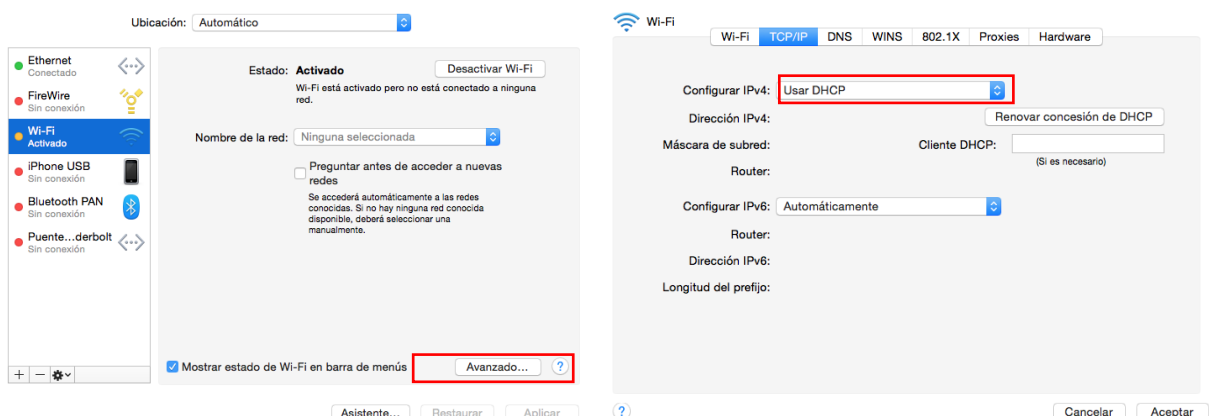 Ubicación: Automático
Ethernet
Conectado
FireWire
Sin conexión
Wi-Fi
Activado
iPhone USB
Sin conexión
Bluetooth PAN
Sin conexión
Puente...derbolt
Sin conexión
Estado: Activado
Desactivar Wi-Fi
Wi-Fi está activado pero no está conectado a ninguna
red.
Nombre de la red: Ninguna seleccionada
Preguntar antes de acceder a nuevas
redes
Se accederá automáticamente a las redes
conocidas. Si no hay ninguna red conocida
disponible, deberá seleccionar una
manualmente.
Mostrar estado de Wi-Fi en barra de menús
Avanzado... ?
Asistente... Restaurar Aplicar
Wi-Fi
Wi-Fi TCP/IP DNS WINS 802.1X Proxies Hardware
Configurar IPv4: Usar DHCP
Dirección IPv4:
Renovar concesión de DHCP
Máscara de subred:
Cliente DHCP:
(Si es necesario)
Router:
Configurar IPv6: Automáticamente
Router:
Dirección IPv6:
Longitud del prefijo:
? Cancelar Aceptar